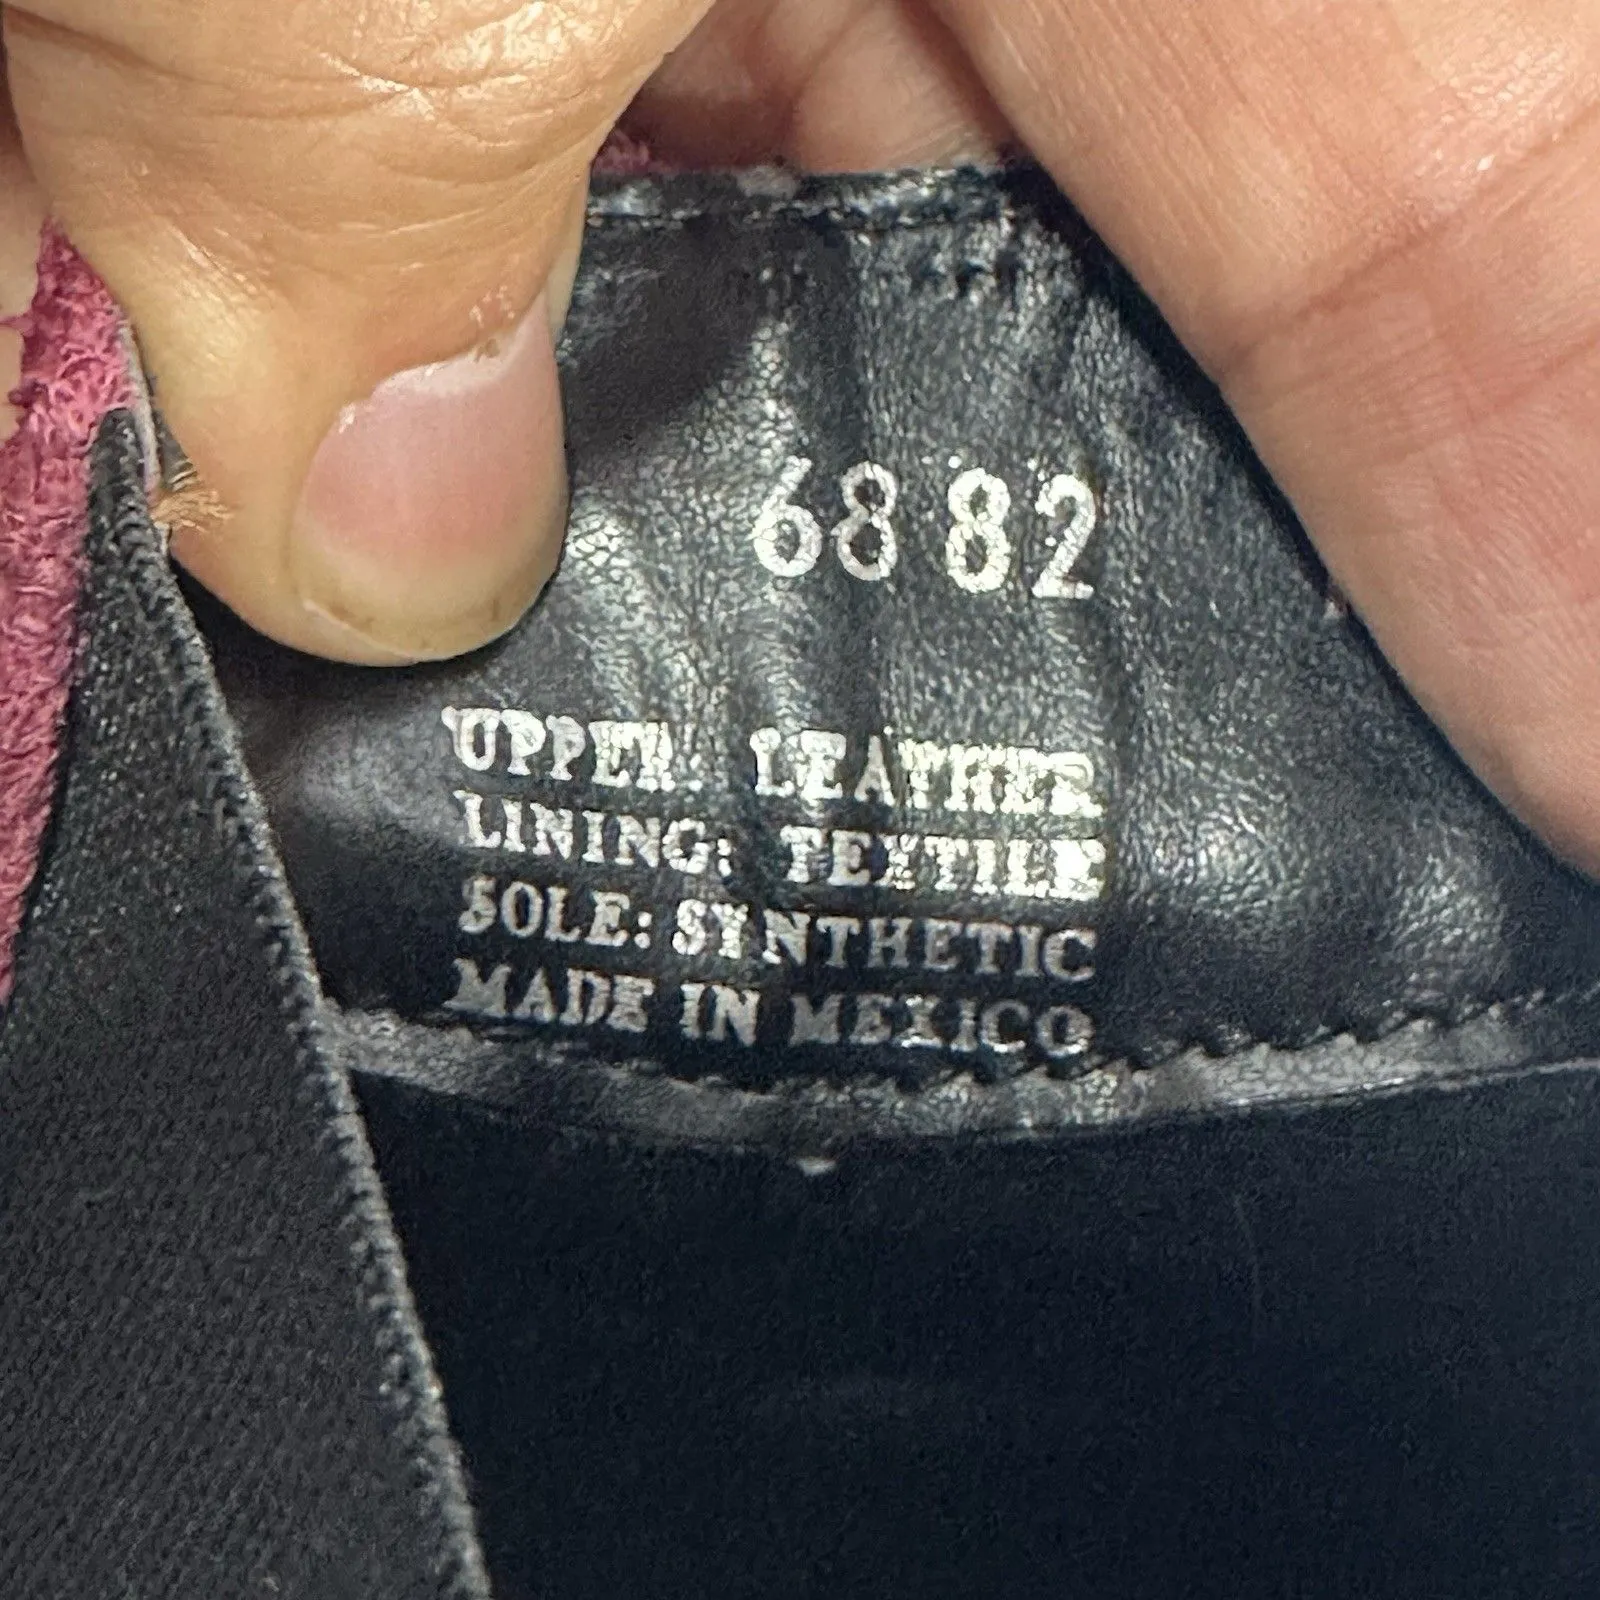 68 82
UPPER: LEATHER
LINING: TEXTILE
SOLE: SYNTHETIC
MADE IN MEXICO